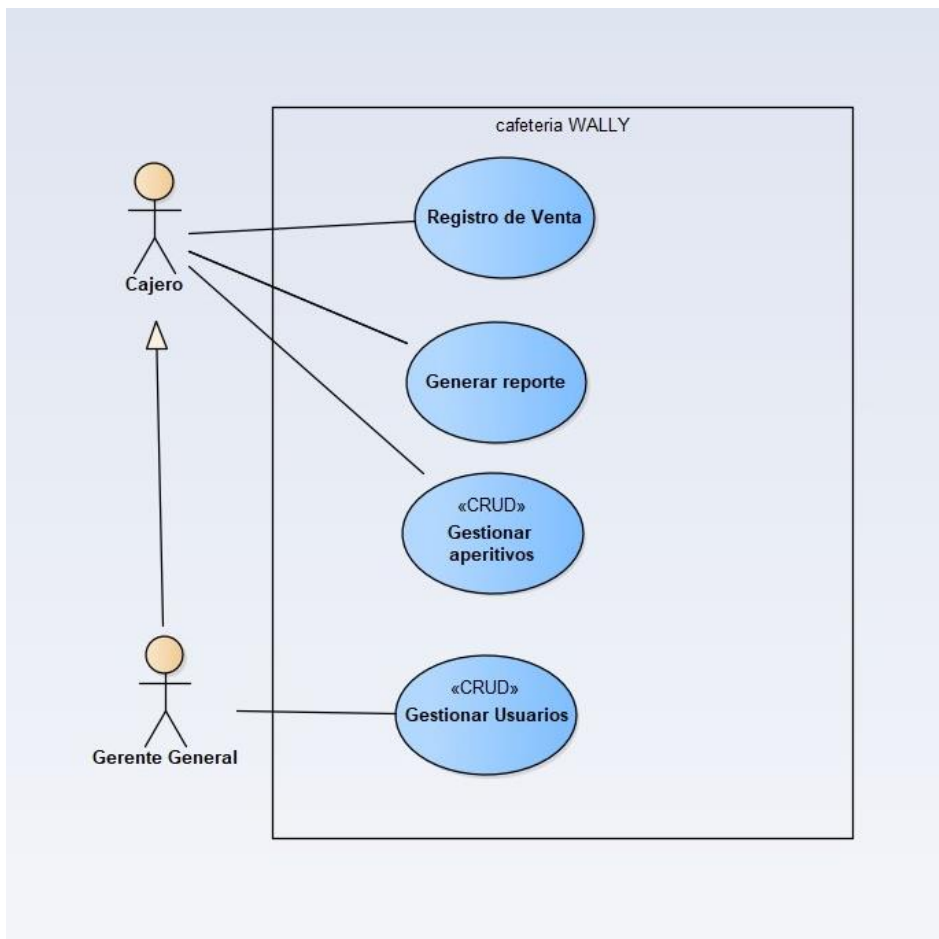 cafeteria WALLY
Registro de Venta
Cajero
Generar reporte
«CRUD»
Gestionar
aperitivos
«CRUD»
Gestionar Usuarios
Gerente General